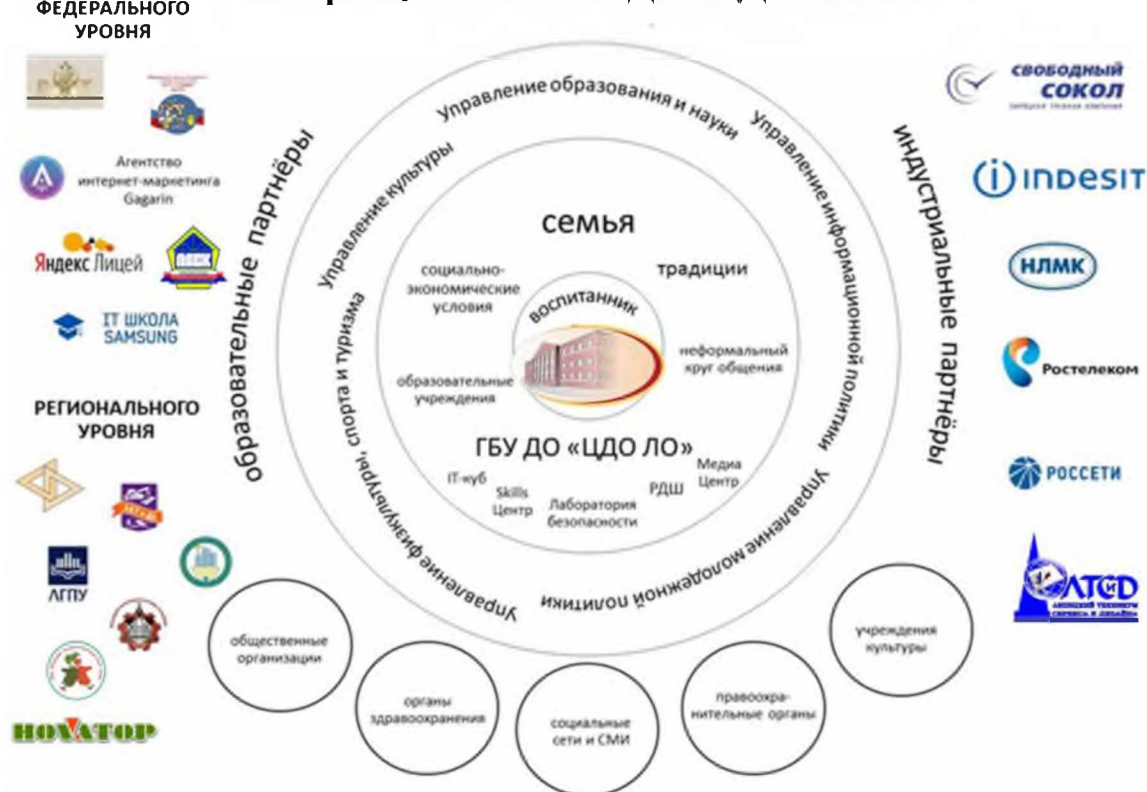 ФЕДЕРАЛЬНОГО
УРОВНЯ
Агентство
интернет-маркетинга
Gagarin
Яндекс Лицей
IT ШКОЛА
SAMSUNG
РЕГИОНАЛЬНОГО
УРОВНЯ
ЛГПУ
НОВАТОР
образовательные партнёры
Управление образования и науки
Управление культуры
Управление информационной политики
Управление физкультуры, спорта и туризма
Управление молодежной политики
семья
социально-
экономические
условия
традиции
воспитанник
образовательные
учреждения
неформальный
круг общения
ГБУ ДО «ЦДО ЛО»
IT-куб
Skills
Центр
Лаборатория
безопасности
РДШ
Медиа
Центр
общественные
организации
органы
здравоохранения
социальные
сети и СМИ
правоохра-
нительные органы
учреждения
культуры
индустриальные партнёры
СВОБОДНЫЙ
СОКОЛ
indesit
НЛМК
Ростелеком
РОССЕТИ